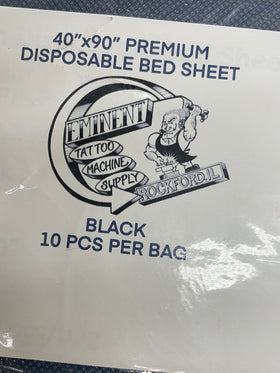 40"x90" PREMIUM
DISPOSABLE BED SHEET
EMINENT
TATTOO
MACHINE
SUPPLY
ROCKFORD.IL
BLACK
10 PCS PER BAG